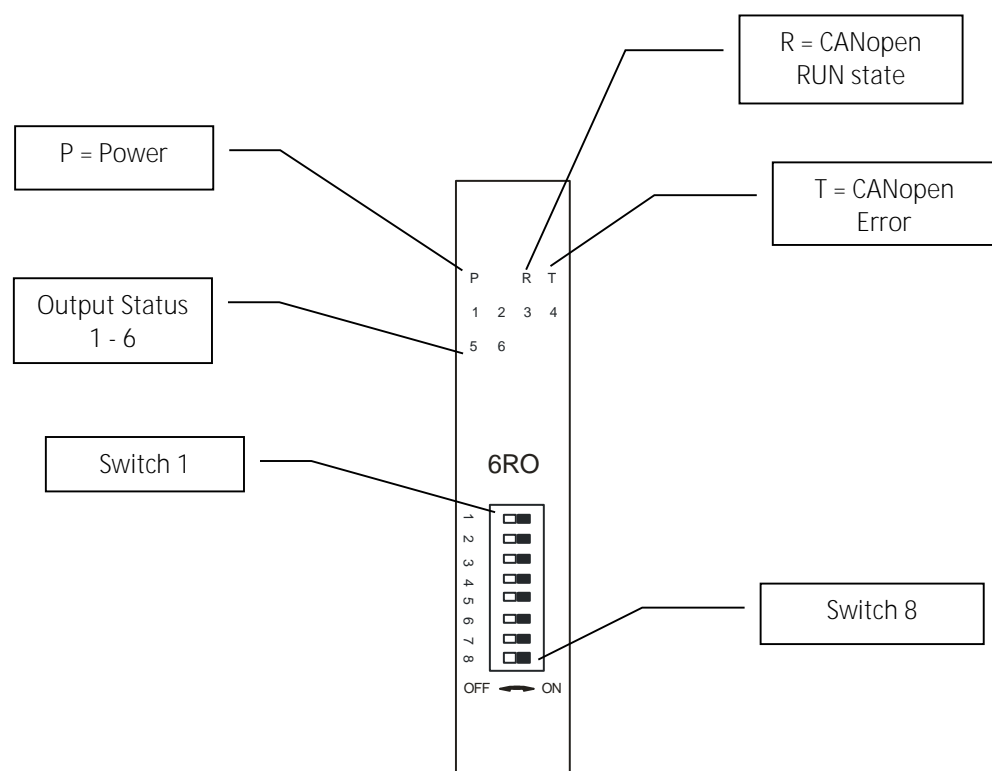 R = CANopen
RUN state
P = Power
T = CANopen
Error
P R T
Output Status
1 - 6
1 2 3 4
5 6
Switch 1
6RO
1
2
3
4
5
6
7
8
Switch 8
OFF ON